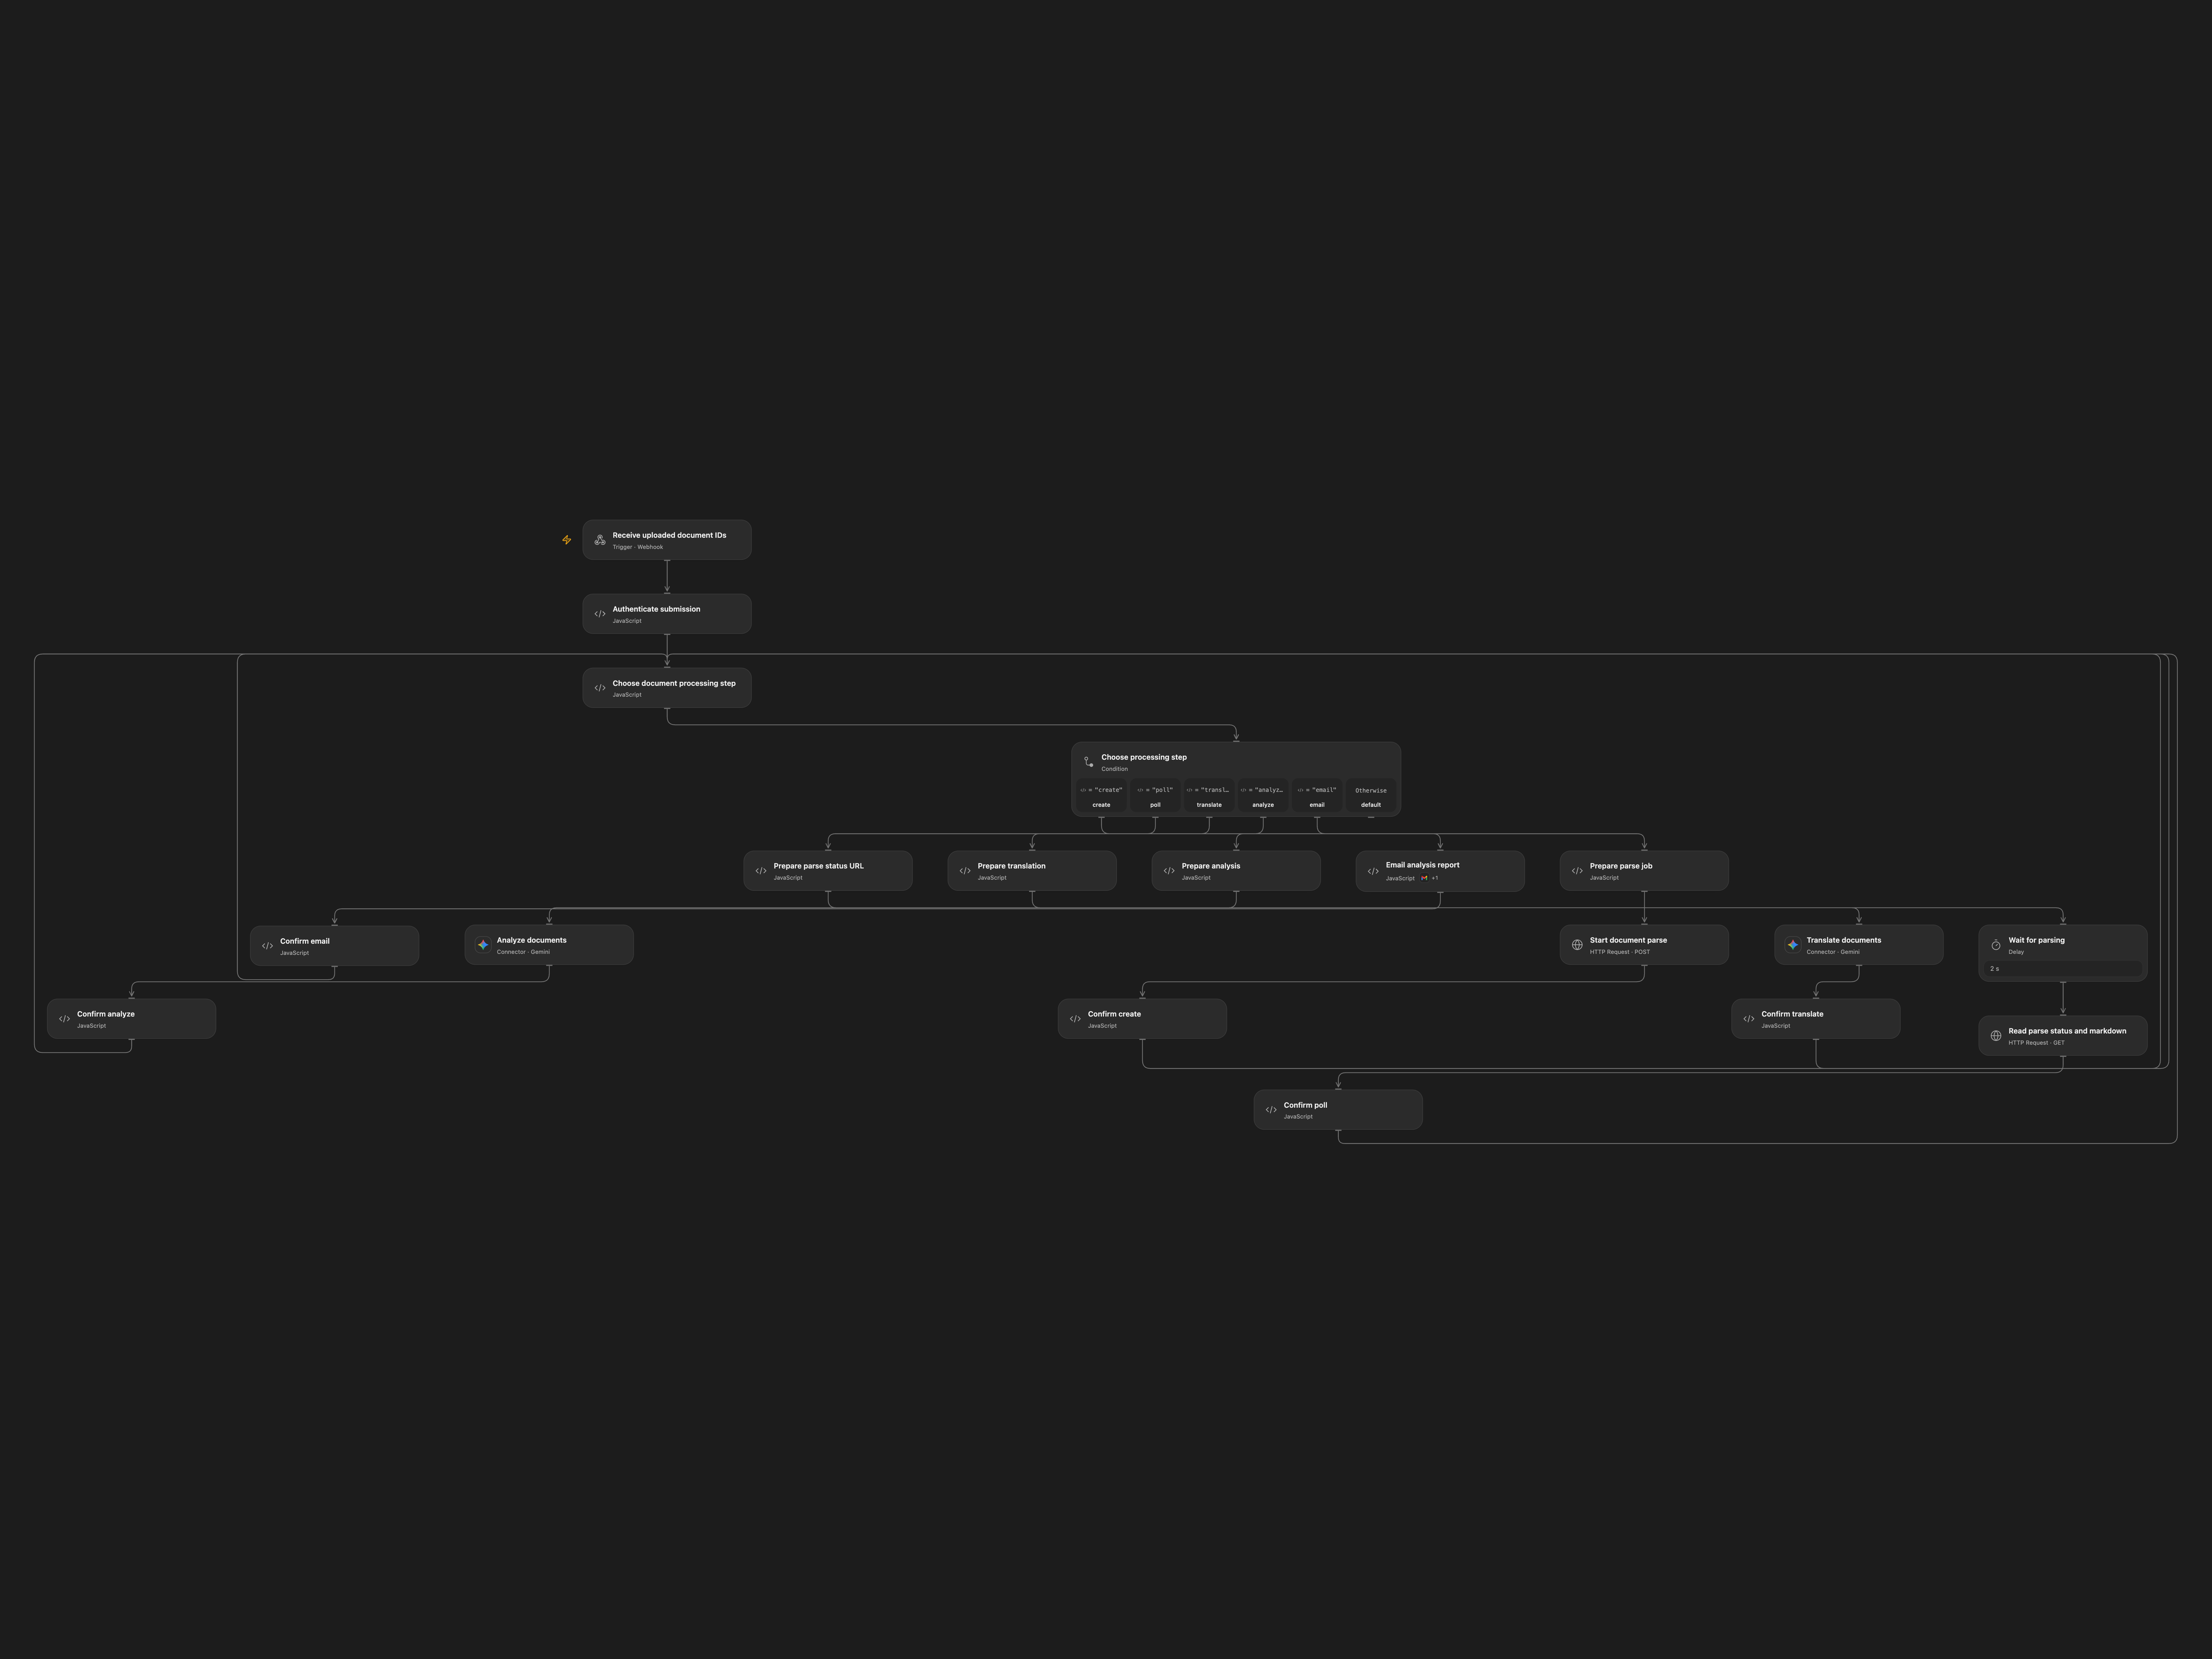 Receive uploaded document IDs
Trigger · Webhook
Authenticate submission
JavaScript
Choose document processing step
JavaScript
Choose processing step
Condition
= "create"
create
= "poll"
poll
= "transl…
translate
= "analyz…
analyze
= "email"
email
Otherwise
default
Prepare parse status URL
JavaScript
Prepare translation
JavaScript
Prepare analysis
JavaScript
Email analysis report
JavaScript +1
Prepare parse job
JavaScript
Confirm email
JavaScript
Analyze documents
Connector · Gemini
Start document parse
HTTP Request · POST
Translate documents
Connector · Gemini
Wait for parsing
Delay
2 s
Confirm analyze
JavaScript
Confirm create
JavaScript
Confirm translate
JavaScript
Read parse status and markdown
HTTP Request · GET
Confirm poll
JavaScript